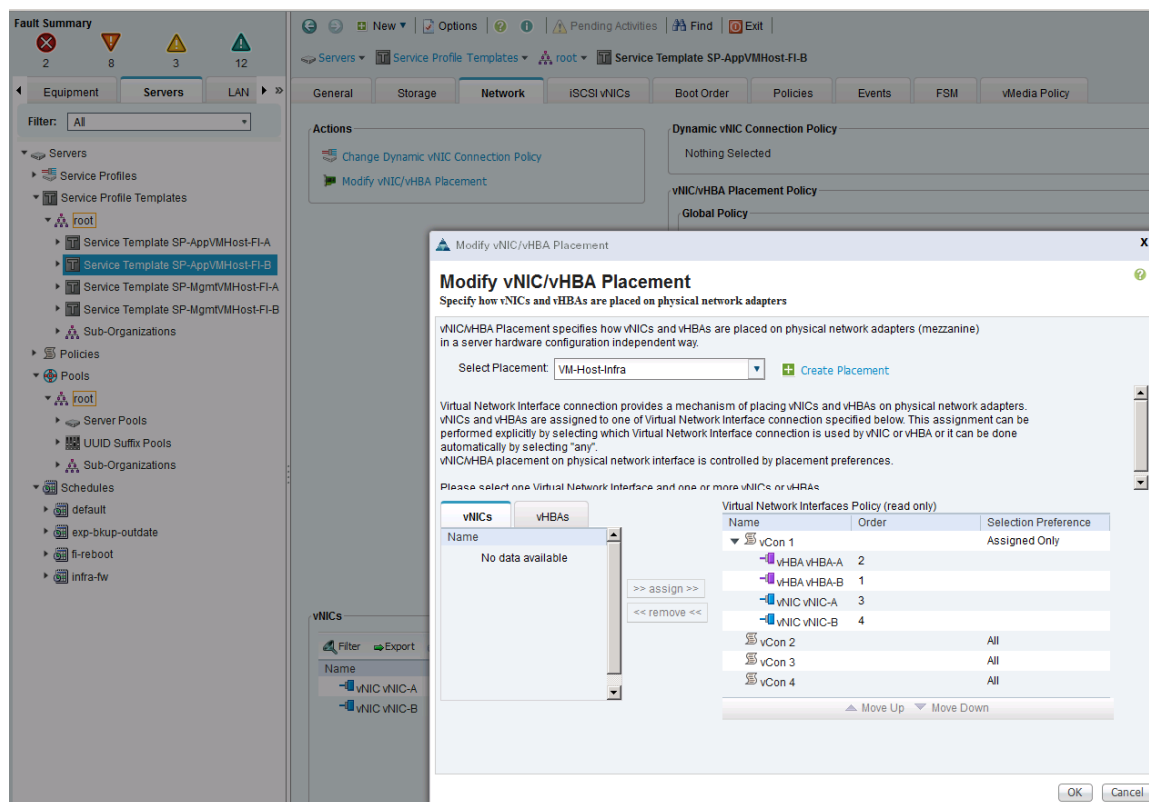 Fault Summary
2 8 3 12
New Options Pending Activities Find Exit
Servers Service Profile Templates root Service Template SP-AppVMHost-FI-B
Equipment Servers LAN
General Storage Network iSCSI vNICs Boot Order Policies Events FSM vMedia Policy
Filter: All
Servers
Service Profiles
Service Profile Templates
root
Service Template SP-AppVMHost-FI-A
Service Template SP-AppVMHost-FI-B
Service Template SP-MgmtVMHost-FI-A
Service Template SP-MgmtVMHost-FI-B
Sub-Organizations
Policies
Pools
root
Server Pools
UUID Suffix Pools
Sub-Organizations
Schedules
default
exp-bkup-outdate
fi-reboot
infra-fw
Actions
Change Dynamic vNIC Connection Policy
Modify vNIC/vHBA Placement
Dynamic vNIC Connection Policy
Nothing Selected
vNIC/vHBA Placement Policy
Global Policy
vNICs
Filter Export
Name
vNIC vNIC-A
vNIC vNIC-B
Modify vNIC/vHBA Placement X
Modify vNIC/vHBA Placement
Specify how vNICs and vHBAs are placed on physical network adapters
vNIC/vHBA Placement specifies how vNICs and vHBAs are placed on physical network adapters (mezzanine)
in a server hardware configuration independent way.
Select Placement: VM-Host-Infra Create Placement
Virtual Network Interface connection provides a mechanism of placing vNICs and vHBAs on physical network adapters.
vNICs and vHBAs are assigned to one of Virtual Network Interface connection specified below. This assignment can be
performed explicitly by selecting which Virtual Network Interface connection is used by vNIC or vHBA or it can be done
automatically by selecting "any".
vNIC/vHBA placement on physical network interface is controlled by placement preferences.
Please select one Virtual Network Interface and one or more vNICs or vHBAs
vNICs vHBAs
Name
No data available
>> assign >>
<< remove <<
Virtual Network Interfaces Policy (read only)
Name Order Selection Preference
vCon 1 Assigned Only
vHBA vHBA-A 2
vHBA vHBA-B 1
vNIC vNIC-A 3
vNIC vNIC-B 4
vCon 2 All
vCon 3 All
vCon 4 All
Move Up Move Down
OK Cancel